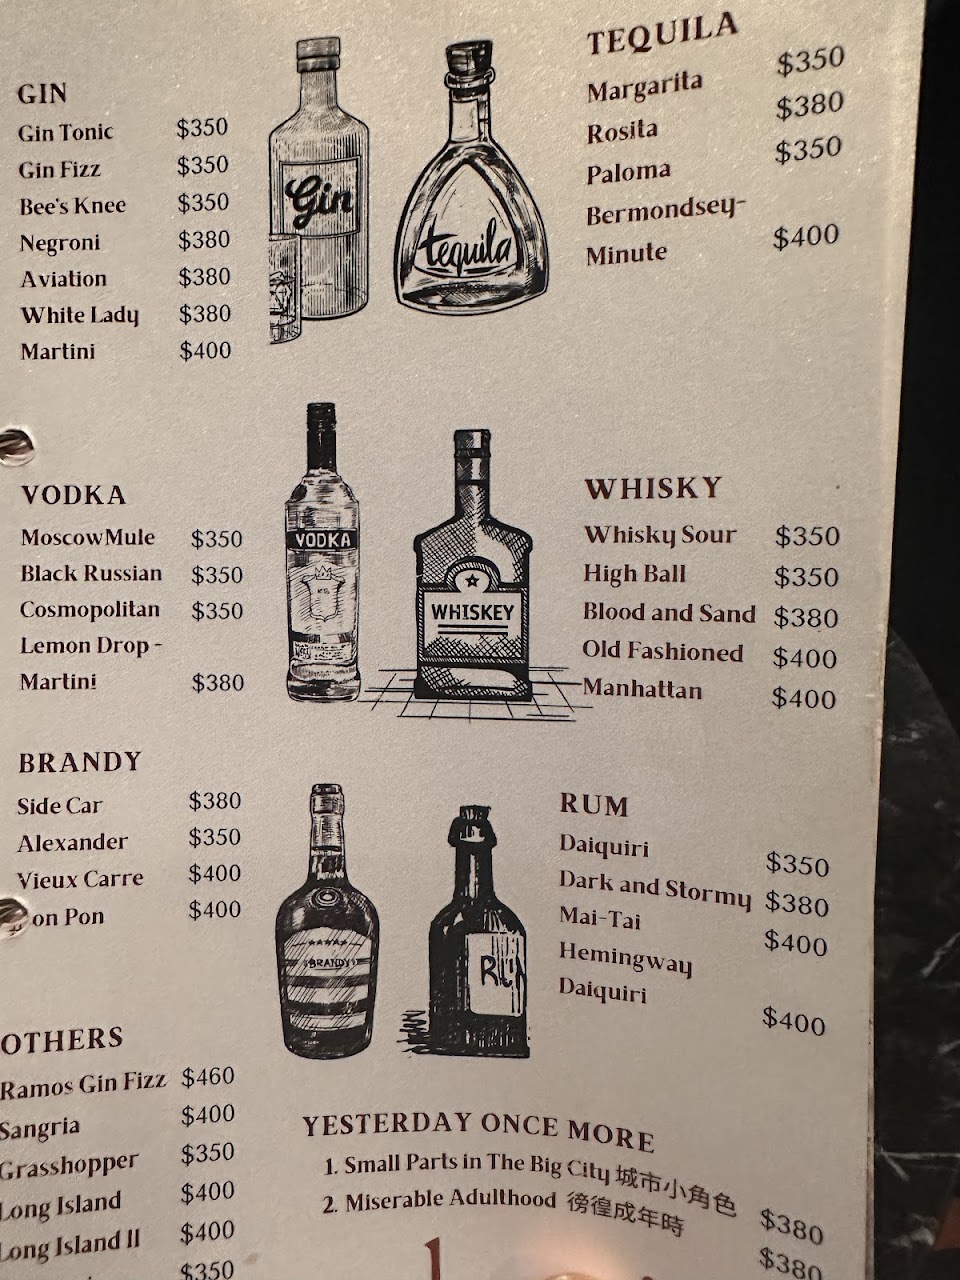 GIN
Gin Tonic $350
Gin Fizz $350
Bee's Knee $350
Negroni $380
Aviation $380
White Lady $380
Martini $400
Gin
tequila
TEQUILA
Margarita $350
Rosita $380
Paloma $350
Bermondsey-
Minute $400
VODKA
MoscowMule $350
Black Russian $350
Cosmopolitan $350
Lemon Drop -
Martini $380
VODKA
WHISKEY
WHISKY
Whisky Sour $350
High Ball $350
Blood and Sand $380
Old Fashioned $400
Manhattan $400
BRANDY
Side Car $380
Alexander $350
Vieux Carre $400
on Pon $400
BRANDY
RUM
RUM
Daiquiri $350
Dark and Stormy $380
Mai-Tai $400
Hemingway
Daiquiri $400
OTHERS
Ramos Gin Fizz $460
Sangria $400
Grasshopper $350
Long Island $400
Long Island II $400
$350
YESTERDAY ONCE MORE
1. Small Parts in The Big City 城市小角色 $380
2. Miserable Adulthood 徬徨成年時 $380